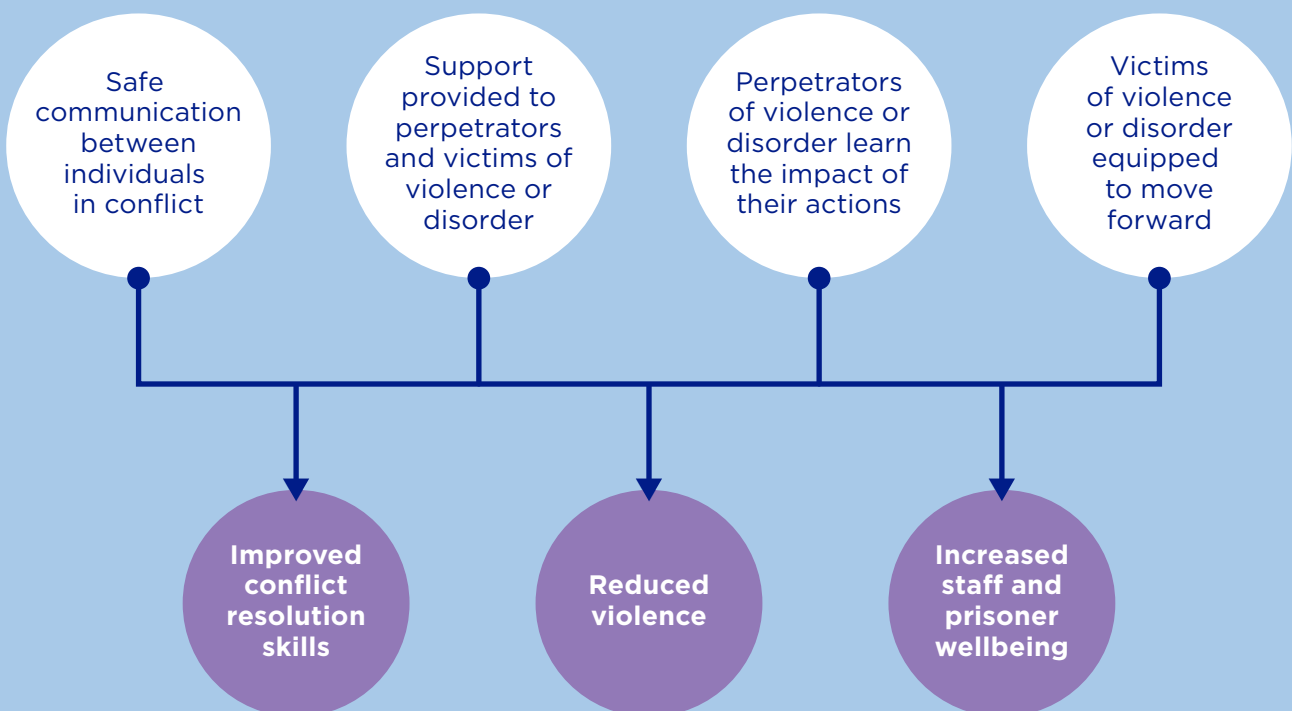 Safe
communication
between
individuals
in conflict
Support
provided to
perpetrators
and victims of
violence or
disorder
Perpetrators
of violence or
disorder learn
the impact of
their actions
Victims
of violence
or disorder
equipped
to move
forward
Improved
conflict
resolution
skills
Reduced
violence
Increased
staff and
prisoner
wellbeing